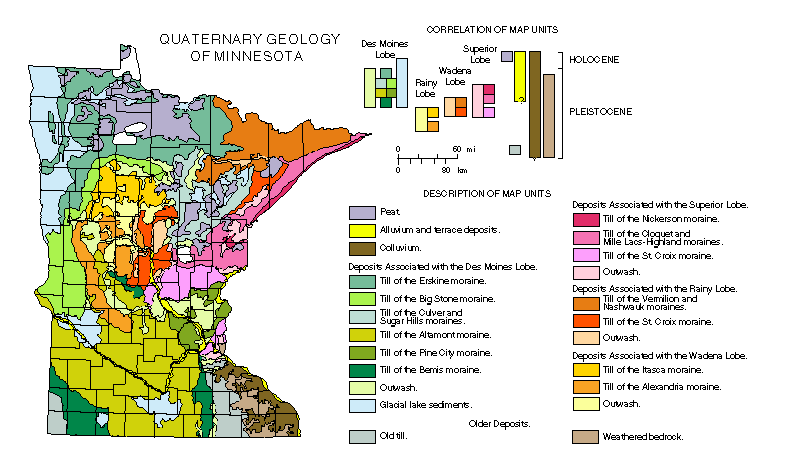 QUATERNARY GEOLOGY
OF MINNESOTA
CORRELATION OF MAP UNITS
Des Moines
Lobe
Rainy
Lobe
Wadena
Lobe
Superior
Lobe
HOLOCENE
PLEISTOCENE
?
0 60 mi
0 90 km
DESCRIPTION OF MAP UNITS
Peat.
Alluvium and terrace deposits.
Colluvium.
Deposits Associated with the Des Moines Lobe.
Till of the Erskine moraine.
Till of the Big Stone moraine.
Till of the Culver and
Sugar Hills moraines.
Till of the Altamont moraine.
Till of the Pine City moraine.
Till of the Bemis moraine.
Outwash.
Glacial lake sediments.
Deposits Associated with the Superior Lobe.
Till of the Nickerson moraine.
Till of the Cloquet and
Mille Lacs-Highland moraines.
Till of the St. Croix moraine.
Outwash.
Deposits Associated with the Rainy Lobe.
Till of the Vermilion and
Nashwauk moraines.
Till of the St. Croix moraine.
Outwash.
Deposits Associated with the Wadena Lobe.
Till of the Itasca moraine.
Till of the Alexandria moraine.
Outwash.
Older Deposits.
Old till.
Weathered bedrock.